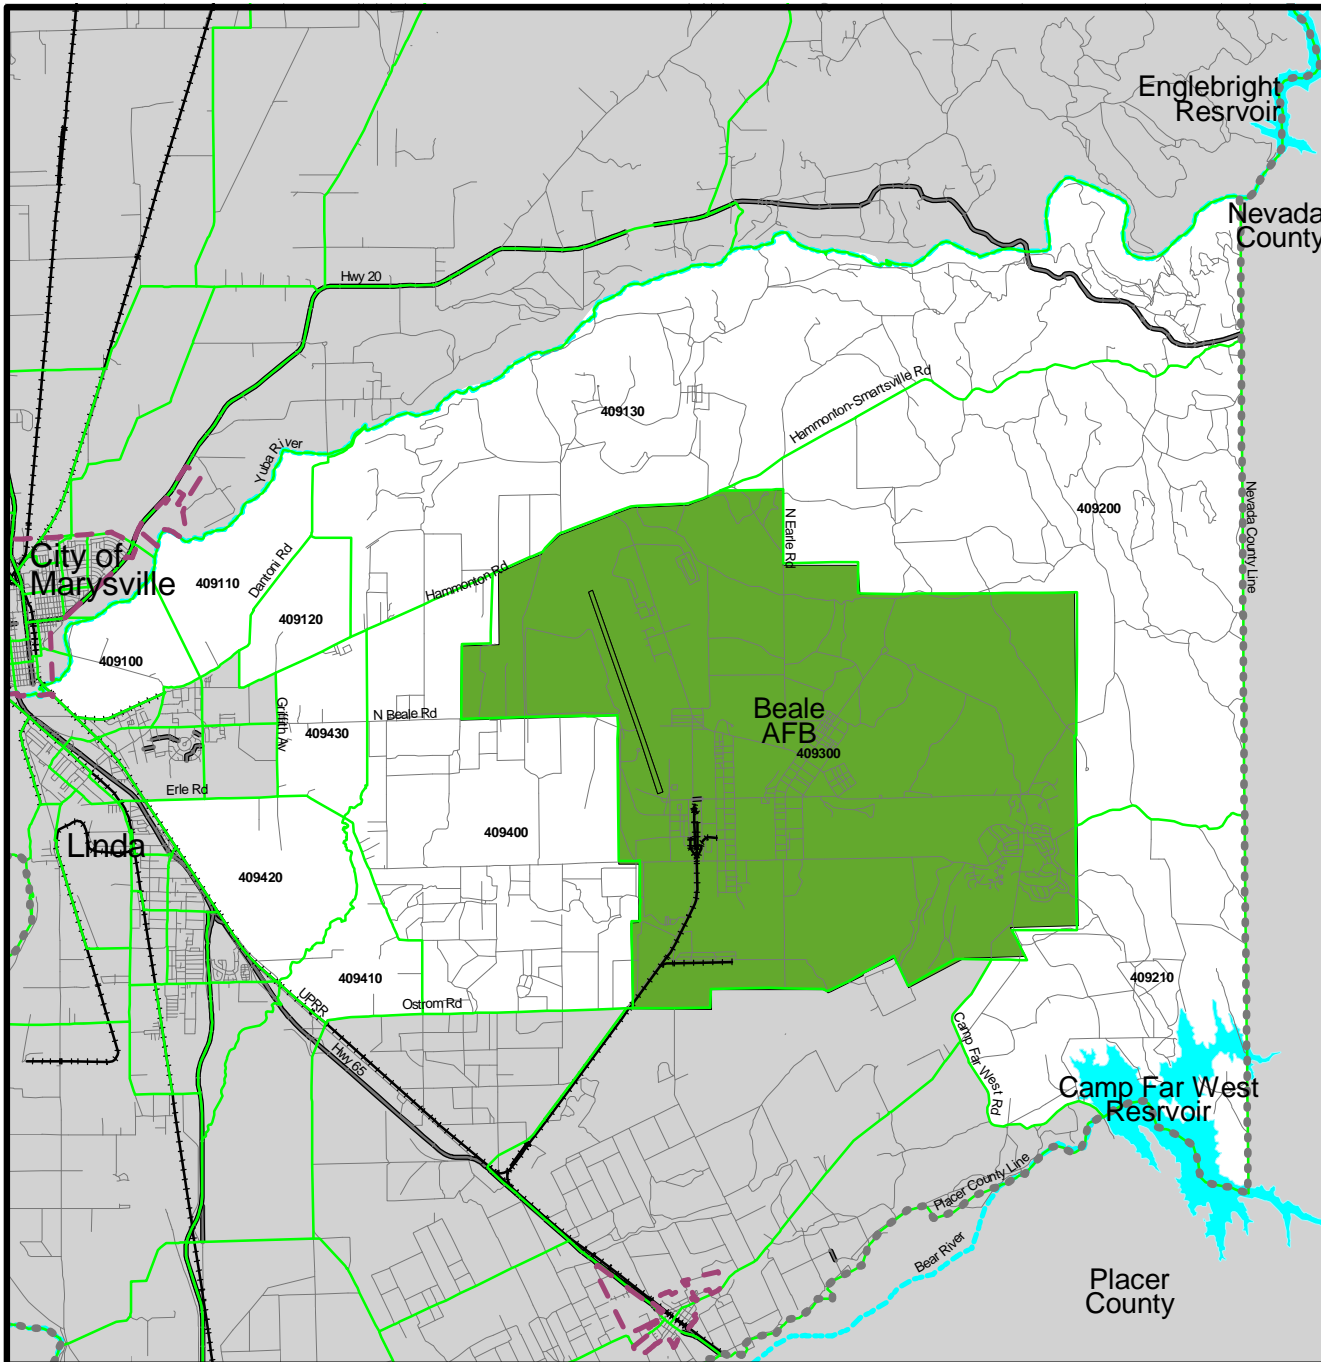 Englebright
Resrvoir
Nevada
County
Hwy 20
Hammonton-Smartsville Rd
409130
Yuba River
409200
Nevada County Line
N Earle Rd
City of
Marysville
409110
Dantoni Rd
Hammonton Rd
409120
409100
Griffith Av
N Beale Rd
409430
Beale
AFB
409300
Erle Rd
409400
Linda
409420
409410
Ostrom Rd
UPRR
Hwy 65
409210
Camp Far West Rd
Camp Far West
Resrvoir
Placer County Line
Bear River
Placer
County